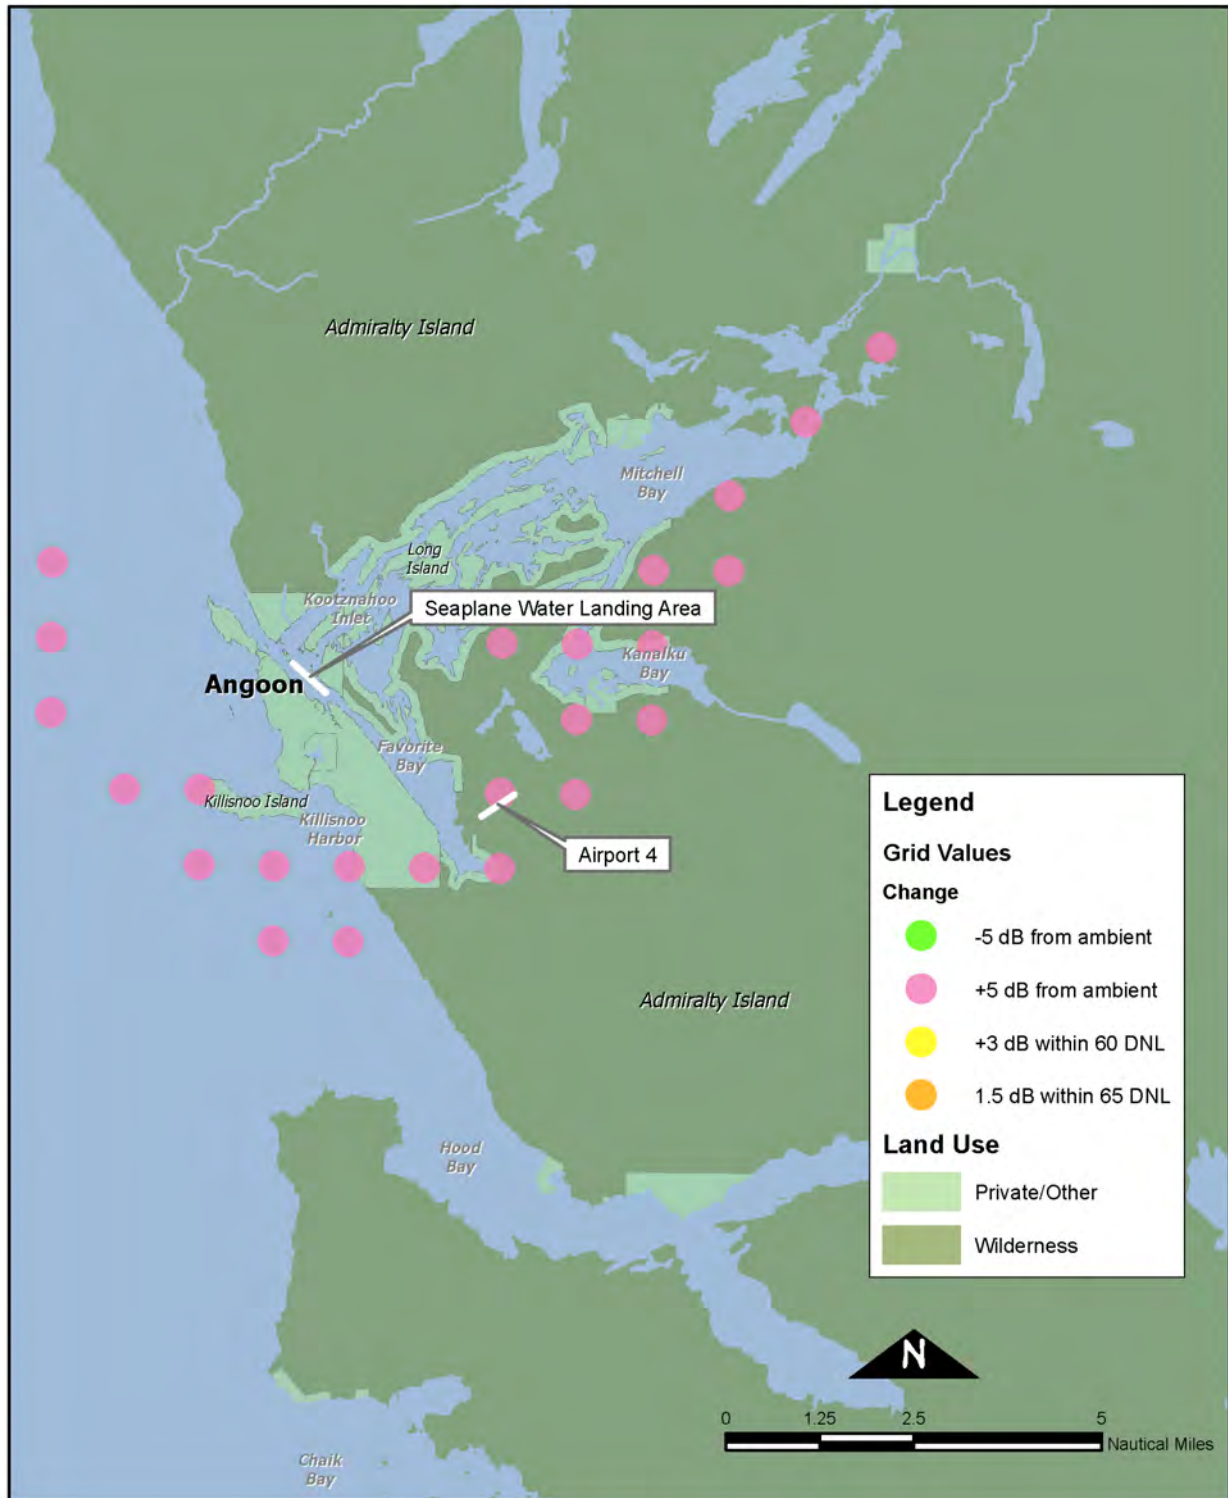 Admiralty Island
Mitchell
Bay
Long
Island
Kootznahoo
Inlet
Seaplane Water Landing Area
Kanalku
Bay
Angoon
Favorite
Bay
Killisnoo Island
Killisnoo
Harbor
Airport 4
Legend
Grid Values
Change
-5 dB from ambient
+5 dB from ambient
+3 dB within 60 DNL
1.5 dB within 65 DNL
Land Use
Private/Other
Wilderness
Admiralty Island
Hood
Bay
N
0 1.25 2.5 5
Nautical Miles
Chaik
Bay